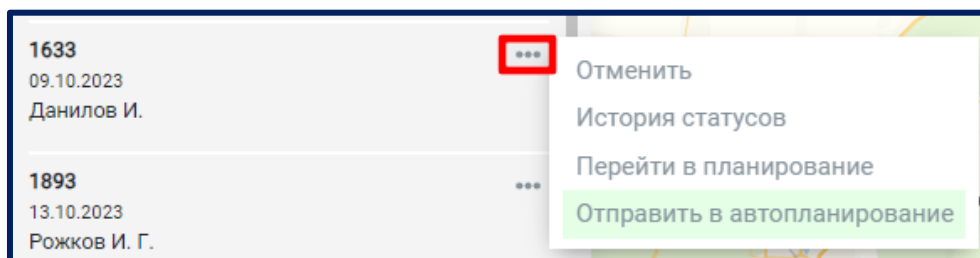 1633
09.10.2023
Данилов И.
1893
13.10.2023
Рожков И. Г.
Отменить
История статусов
Перейти в планирование
Отправить в автопланирование